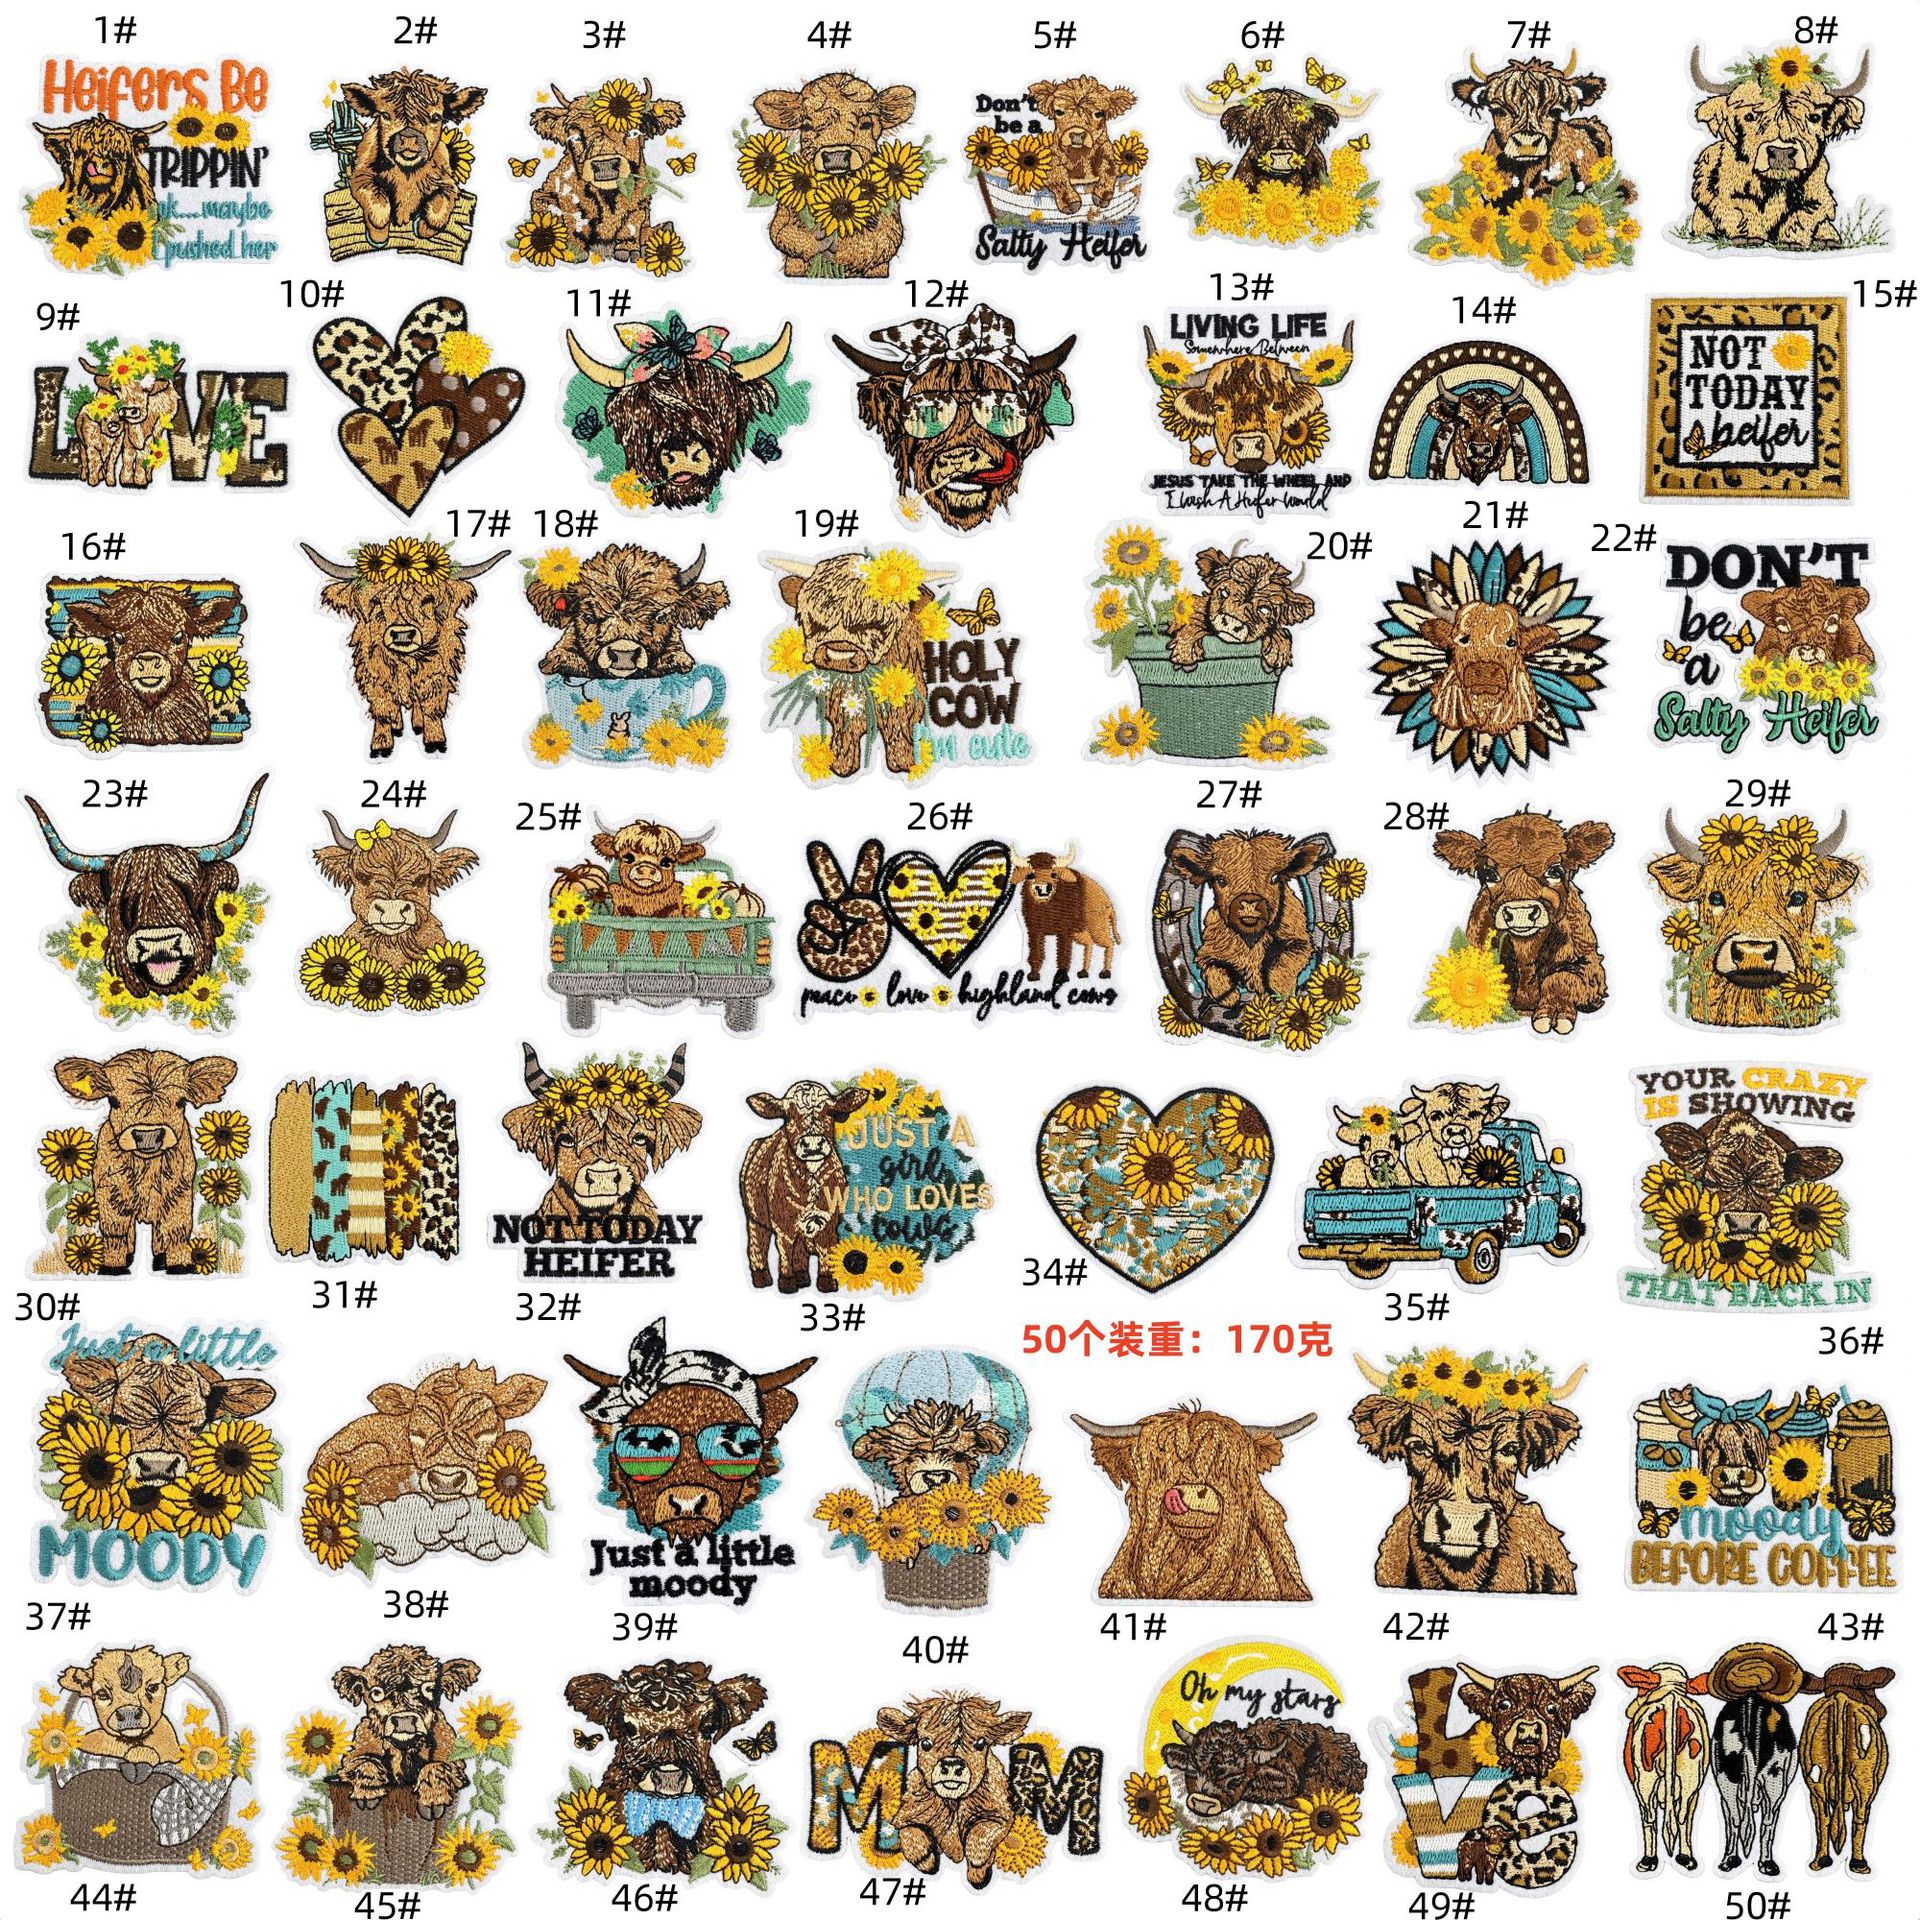 1#
2#
3#
4#
5#
6#
7#
8#
Heifers Be
TRIPPIN'
ok...maybe
I pushed her
Don't
be a
Salty Heifer
9#
10#
11#
12#
13#
14#
15#
LOVE
LIVING LIFE
Somewhere Between
JESUS TAKE THE WHEEL AND
I Wish A Heifer Would
NOT
TODAY
heifer
16#
17#
18#
19#
20#
21#
22#
HOLY
COW
I'm cute
DON'T
be
a
Salty Heifer
23#
24#
25#
26#
27#
28#
29#
peace love highland cows
NOT TODAY
HEIFER
JUST A
girl
WHO LOVES
cows
YOUR CRAZY
IS SHOWING
THAT BACK IN
30#
31#
32#
33#
34#
35#
36#
50个装重：170克
Just a little
MOODY
Just a little
moody
moody
BEFORE COFFEE
37#
38#
39#
40#
41#
42#
43#
M M
Oh my stars
Lve
44#
45#
46#
47#
48#
49#
50#